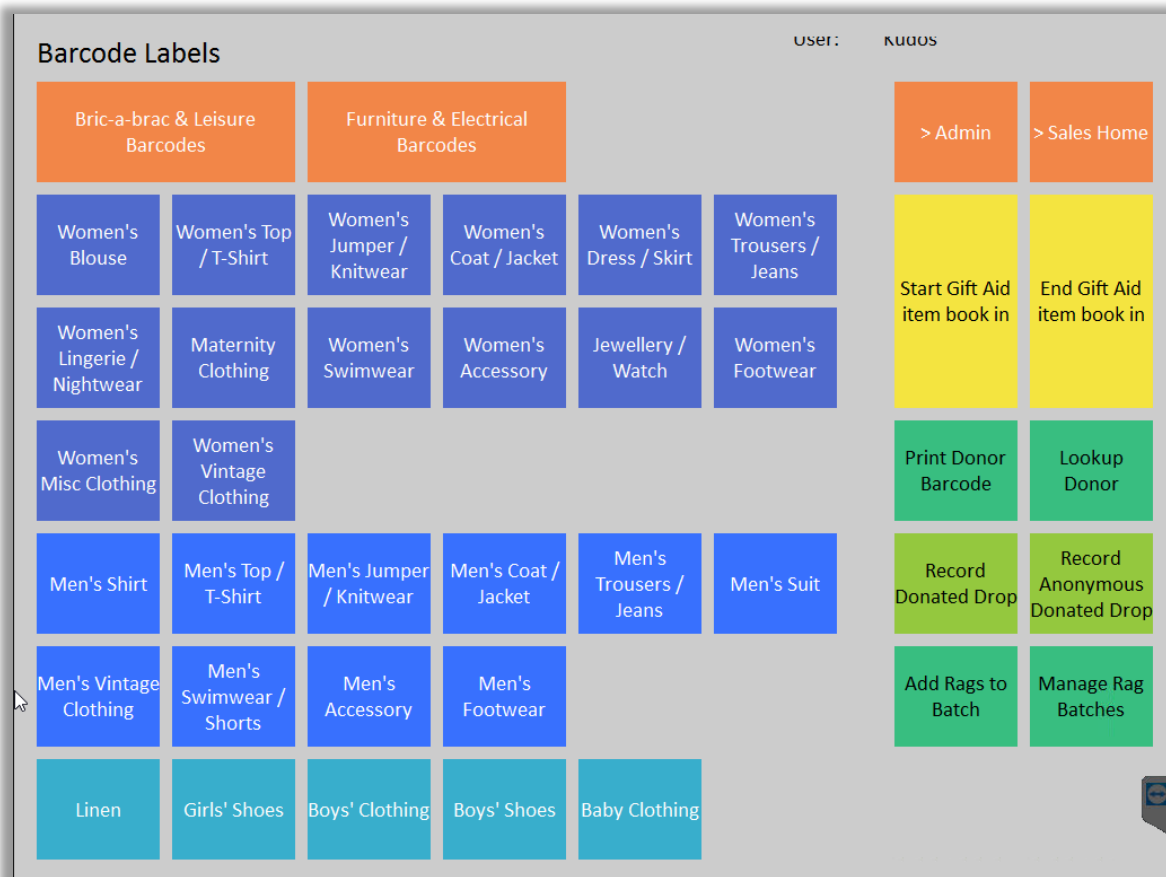 User: Kudos
Barcode Labels
Bric-a-brac & Leisure
Barcodes
Furniture & Electrical
Barcodes
> Admin
> Sales Home
Women's
Blouse
Women's Top
/ T-Shirt
Women's
Jumper /
Knitwear
Women's
Coat / Jacket
Women's
Dress / Skirt
Women's
Trousers /
Jeans
Start Gift Aid
item book in
End Gift Aid
item book in
Women's
Lingerie /
Nightwear
Maternity
Clothing
Women's
Swimwear
Women's
Accessory
Jewellery /
Watch
Women's
Footwear
Women's
Misc Clothing
Women's
Vintage
Clothing
Print Donor
Barcode
Lookup
Donor
Men's Shirt
Men's Top /
T-Shirt
Men's Jumper
/ Knitwear
Men's Coat /
Jacket
Men's
Trousers /
Jeans
Men's Suit
Record
Donated Drop
Record
Anonymous
Donated Drop
Men's Vintage
Clothing
Men's
Swimwear /
Shorts
Men's
Accessory
Men's
Footwear
Add Rags to
Batch
Manage Rag
Batches
Linen
Girls' Shoes
Boys' Clothing
Boys' Shoes
Baby Clothing